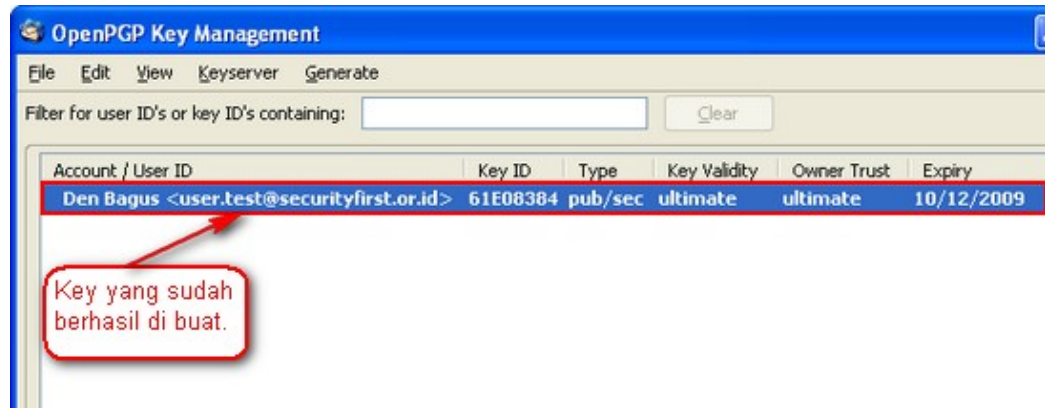 OpenPGP Key Management
File Edit View Keyserver Generate
Filter for user ID's or key ID's containing: Clear
Account / User ID Key ID Type Key Validity Owner Trust Expiry
Den Bagus <user.test@securityfirst.or.id> 61E08384 pub/sec ultimate ultimate 10/12/2009
Key yang sudah
berhasil di buat.